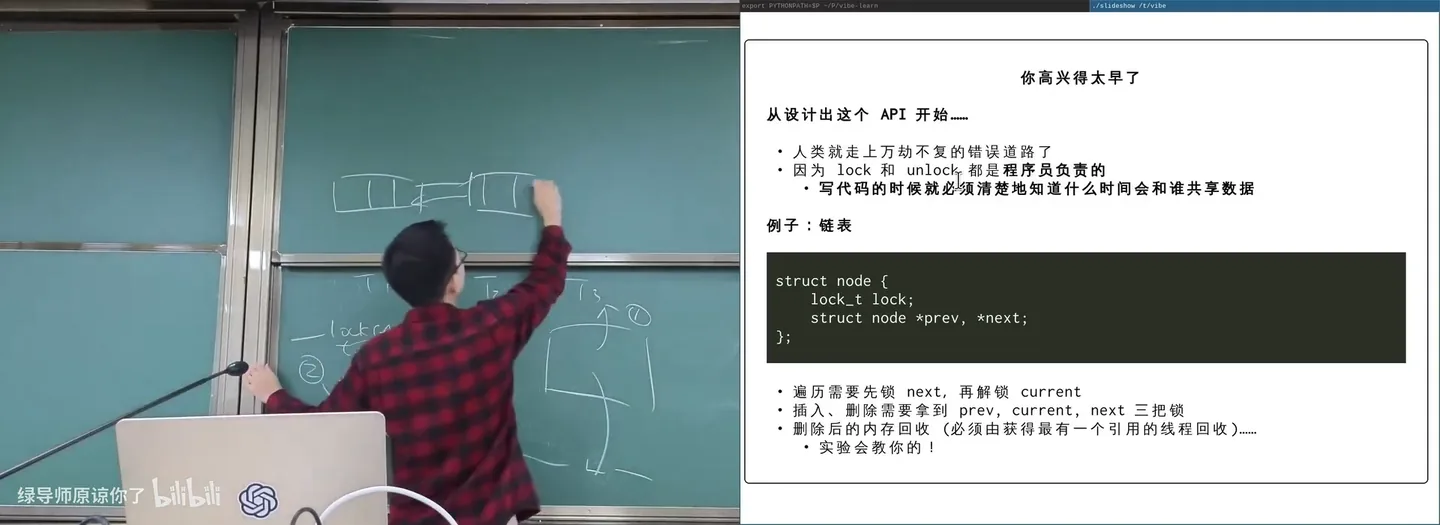 export PYTHONPATH=$P ~/P/vibe-learn
./slideshow /t/vibe
你高兴得太早了
从设计出这个 API 开始……
• 人类就走上万劫不复的错误道路了
• 因为 lock 和 unlock 都是程序员负责的
• 写代码的时候就必须清楚地知道什么时间会和谁共享数据
例子：链表
struct node {
    lock_t lock;
    struct node *prev, *next;
};
• 遍历需要先锁 next, 再解锁 current
• 插入、删除需要拿到 prev, current, next 三把锁
• 删除后的内存回收 (必须由获得最有一个引用的线程回收)……
• 实验会教你的！
T₃
①
lock
②
绿导师原谅你了 bilibili